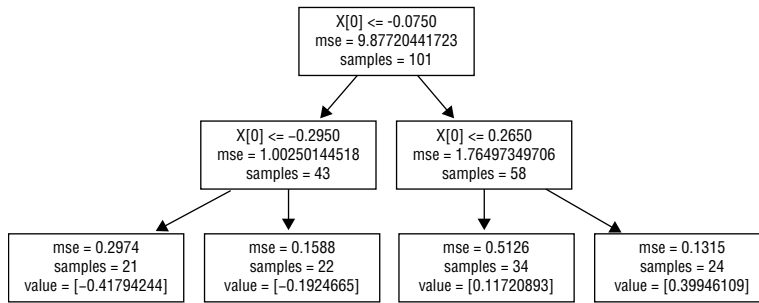 X[0] <= -0.0750
mse = 9.87720441723
samples = 101
X[0] <= –0.2950
mse = 1.00250144518
samples = 43
X[0] <= 0.2650
mse = 1.76497349706
samples = 58
mse = 0.2974
samples = 21
value = [–0.41794244]
mse = 0.1588
samples = 22
value = [–0.1924665]
mse = 0.5126
samples = 34
value = [0.11720893]
mse = 0.1315
samples = 24
value = [0.39946109]